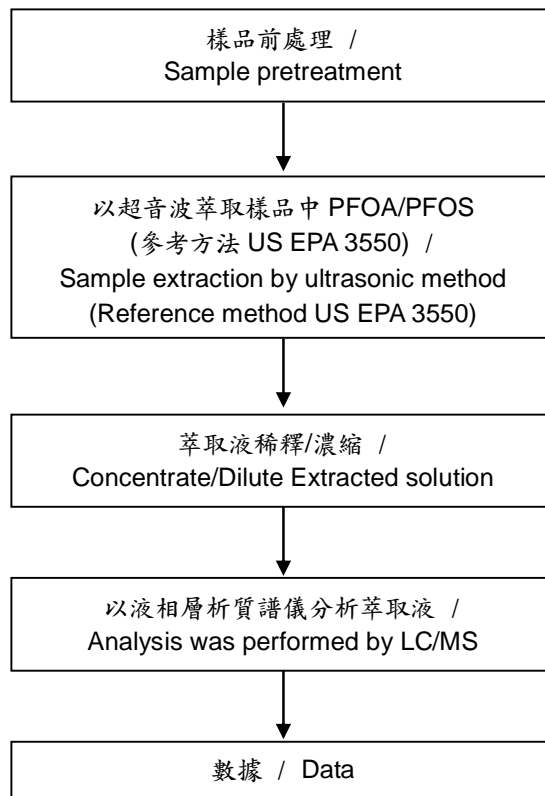 樣品前處理 /
Sample pretreatment
以超音波萃取樣品中 PFOA/PFOS
(參考方法 US EPA 3550) /
Sample extraction by ultrasonic method
(Reference method US EPA 3550)
萃取液稀釋/濃縮 /
Concentrate/Dilute Extracted solution
以液相層析質譜儀分析萃取液 /
Analysis was performed by LC/MS
數據 / Data